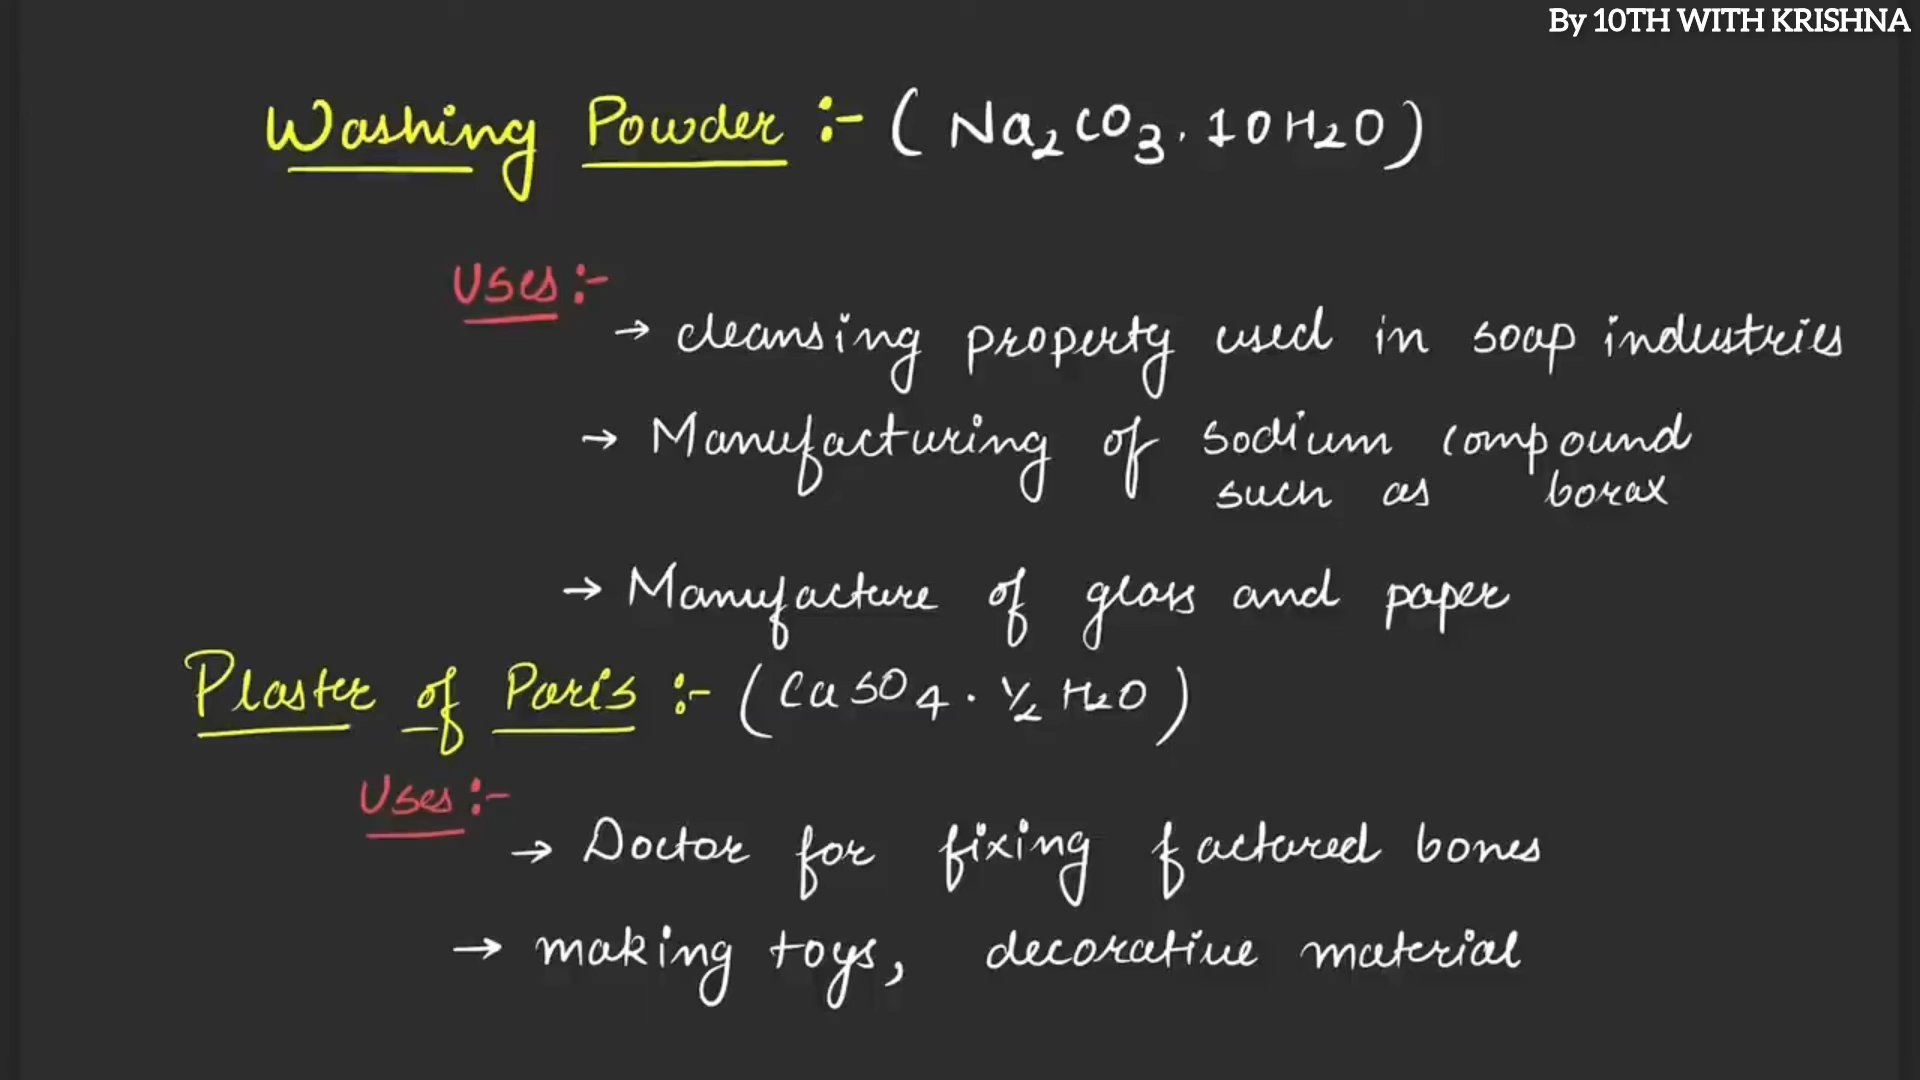 By 10TH WITH KRISHNA
Washing Powder :- (Na₂CO₃.10H₂O)
Uses :-
→ cleansing property used in soap industries
→ Manufacturing of sodium compound
such as borax
→ Manufacture of glass and paper
Plaster of Paris :- (CaSO₄.½H₂O)
Uses :-
→ Doctor for fixing factured bones
→ making toys, decorative material